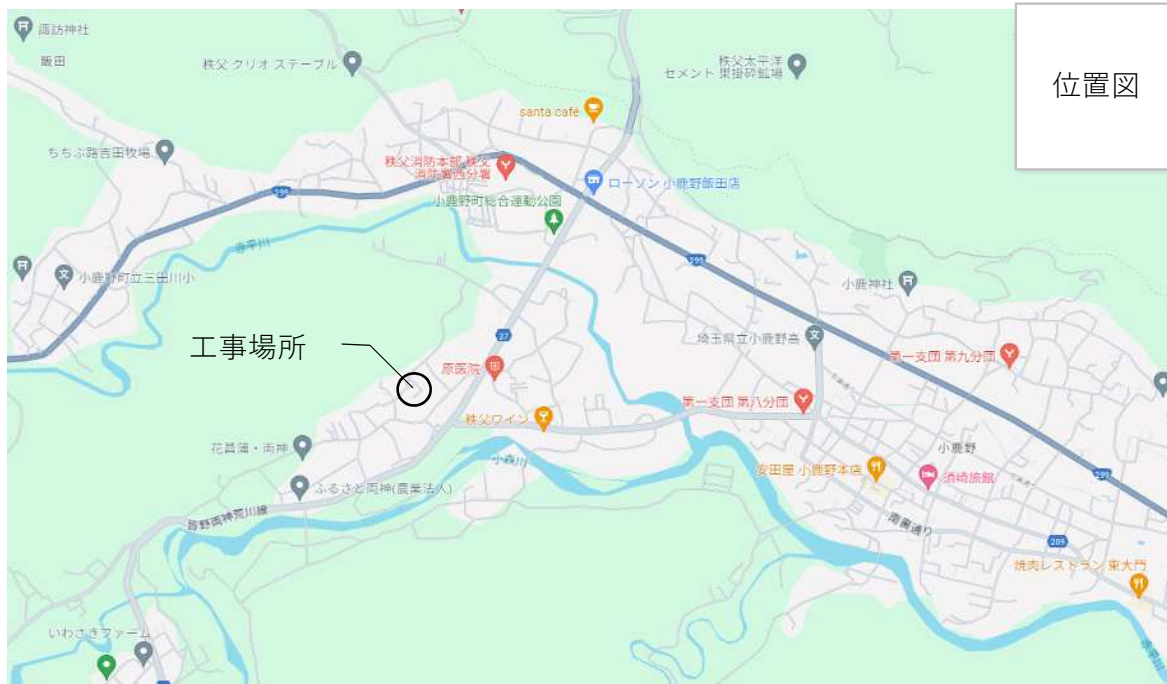 諏訪神社
飯田
秩父 クリオ ステーブル
秩父太平洋
セメント 巣掛砕鉱場
位置図
santa café
ちちぶ路吉田牧場
秩父消防本部 秩父
消防署西分署
ローソン 小鹿野飯田店
小鹿野町総合運動公園
299
赤平川
299
小鹿野町立三田川小
小鹿神社
37
埼玉県立小鹿野高
工事場所
原医院
第一支団 第九分団
第一支団 第八分団
秩父ワイン
花菖蒲・両神
小森川
小鹿野
安田屋 小鹿野本店
須崎旅館
299
ふるさと両神(農業法人)
皆野両神荒川線
南裏通り
209
焼肉レストラン 東大門
いわさきファーム
赤平川